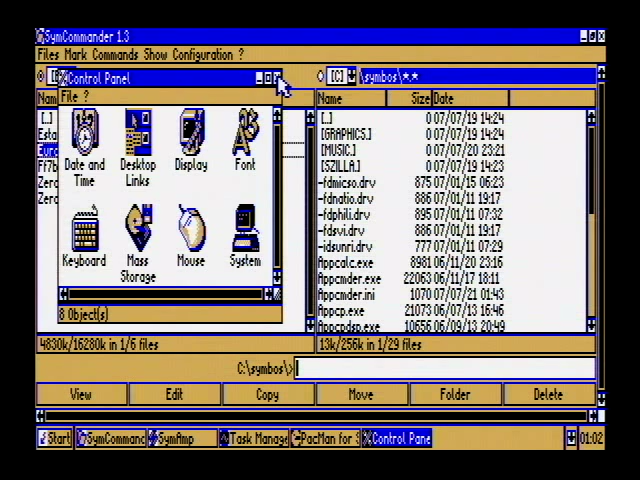 SymCommander 1.3
Files Mark Commands Show Configuration ?
Control Panel
[C] \symbos\*.*
File ?
Name Size Date
[..] 0 07/07/19 14:24
[GRAPHICS.] 0 07/07/19 14:24
[MUSIC.] 0 07/07/20 23:21
[SZILLA.] 0 07/07/19 14:23
-fdmicso.drv 875 07/01/15 06:23
-fdnatio.drv 886 07/01/11 19:17
-fdphili.drv 895 07/01/11 07:32
-fdsvi.drv 886 07/01/11 19:17
-idsunri.drv 777 07/01/11 07:29
Appcalc.exe 8981 06/11/20 23:16
Appcmder.exe 22063 06/11/17 18:11
Appcmder.ini 1070 07/07/21 01:43
Appcp.exe 21073 06/07/13 16:46
Appcpdsp.exe 10656 06/09/13 20:49
Nam
[..]
Esta
Ff7b
Zero
Zero
Date and Time
Desktop Links
Display
Font
Keyboard
Mass Storage
Mouse
System
8 Object(s)
4830k/16280k in 1/6 files
13k/256k in 1/29 files
C:\symbos\>
View Edit Copy Move Folder Delete
Start SymCommand SymAmp Task Manage PacMan for S Control Pane 01:02